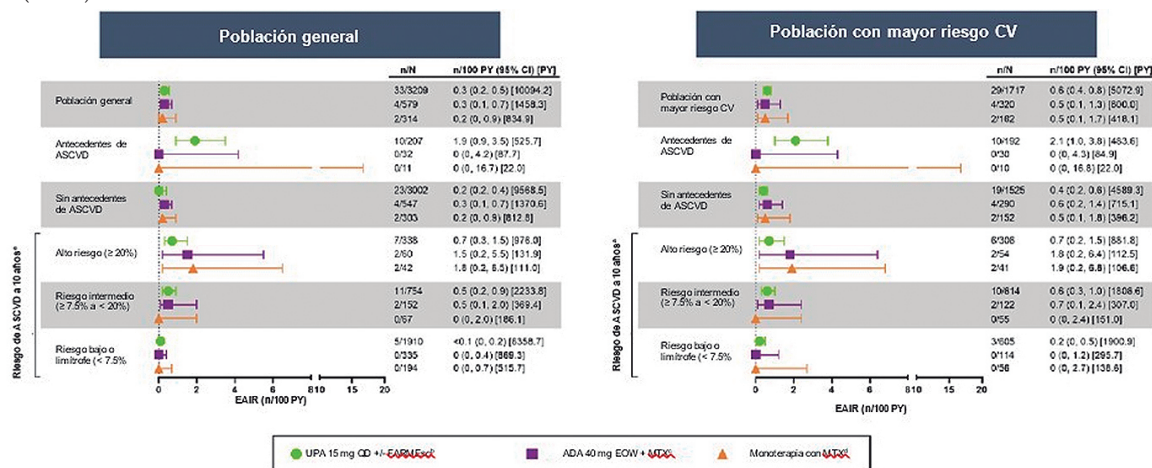 Población general
n/N n/100 PY (95% CI) [PY]
Población general
33/3209 0.3 (0.2, 0.5) [10094.2]
4/579 0.3 (0.1, 0.7) [1458.3]
2/314 0.2 (0, 0.9) [834.9]
Antecedentes de
ASCVD
10/207 1.9 (0.9, 3.5) [525.7]
0/32 0 (0, 4.2) [87.7]
0/11 0 (0, 16.7) [22.0]
Sin antecedentes
de ASCVD
23/3002 0.2 (0.2, 0.4) [9568.5]
4/547 0.3 (0.1, 0.7) [1370.6]
2/303 0.2 (0, 0.9) [812.8]
Riesgo de ASCVD a 10 añosª
Alto riesgo (≥ 20%)
7/338 0.7 (0.3, 1.5) [976.0]
2/60 1.5 (0.2, 5.5) [131.9]
2/42 1.8 (0.2, 6.5) [111.0]
Riesgo intermedio
(≥ 7.5% a < 20%)
11/754 0.5 (0.2, 0.9) [2233.8]
2/152 0.5 (0.1, 2.0) [369.4]
0/67 0 (0, 2.0) [186.1]
Riesgo bajo o
limítrofe (< 7.5%
5/1910 <0.1 (0, 0.2) [6358.7]
0/335 0 (0, 0.4) [869.3]
0/194 0 (0, 0.7) [515.7]
0 2 4 6 8 10 15 20
EAIR (n/100 PY)
Población con mayor riesgo CV
n/N n/100 PY (95% CI) [PY]
Población con
mayor riesgo CV
29/1717 0.6 (0.4, 0.8) [5072.9]
4/320 0.5 (0.1, 1.3) [800.0]
2/182 0.5 (0.1, 1.7) [418.1]
Antecedentes de
ASCVD
10/192 2.1 (1.0, 3.8) [483.6]
0/30 0 (0, 4.3) [84.9]
0/10 0 (0, 16.8) [22.0]
Sin antecedentes
de ASCVD
19/1525 0.4 (0.2, 0.6) [4589.3]
4/290 0.6 (0.2, 1.4) [715.1]
2/152 0.5 (0.1, 1.8) [396.2]
Riesgo de ASCVD a 10 añosª
Alto riesgo (≥ 20%)
6/306 0.7 (0.2, 1.5) [881.8]
2/54 1.8 (0.2, 6.4) [112.5]
2/41 1.9 (0.2, 6.8) [106.6]
Riesgo intermedio
(≥ 7.5% a < 20%)
10/614 0.6 (0.3, 1.0) [1806.6]
2/122 0.7 (0.1, 2.4) [307.0]
0/55 0 (0, 2.4) [151.0]
Riesgo bajo o
limítrofe (< 7.5%
3/605 0.2 (0, 0.5) [1900.9]
0/114 0 (0, 1.2) [295.7]
0/56 0 (0, 2.7) [138.6]
0 2 4 6 8 10 15 20
EAIR (n/100 PY)
UPA 15 mg QD +/- ADA 40 mg EOW + MTX Monoterapia con MTX